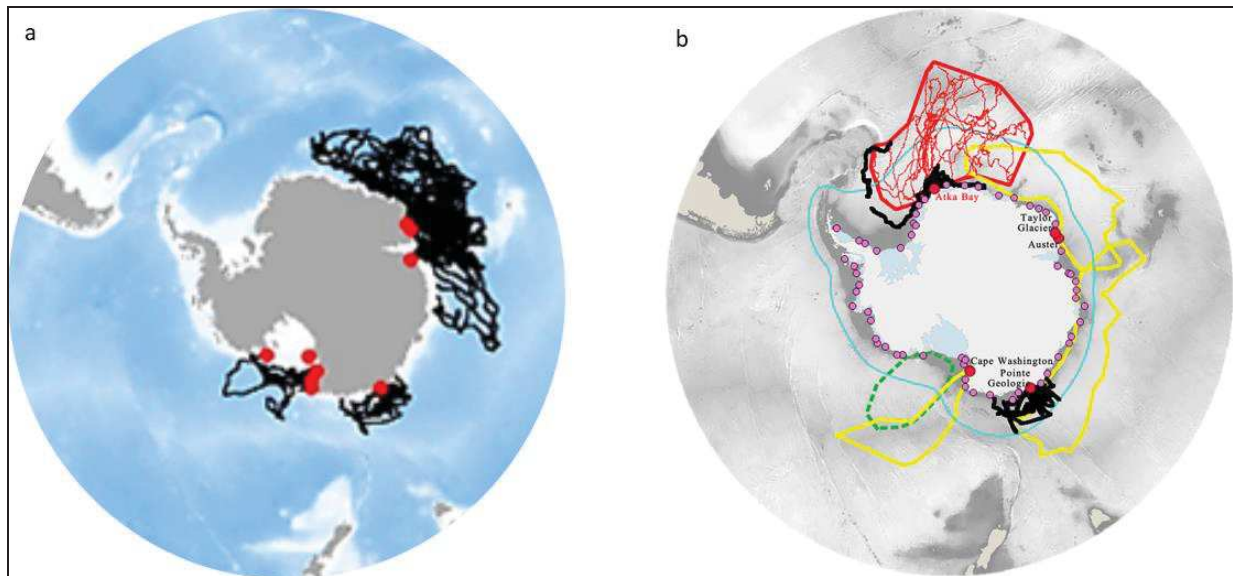 a
b
Atka Bay
Taylor
Glacier
Auster
Cape Washington
Pointe
Geologie